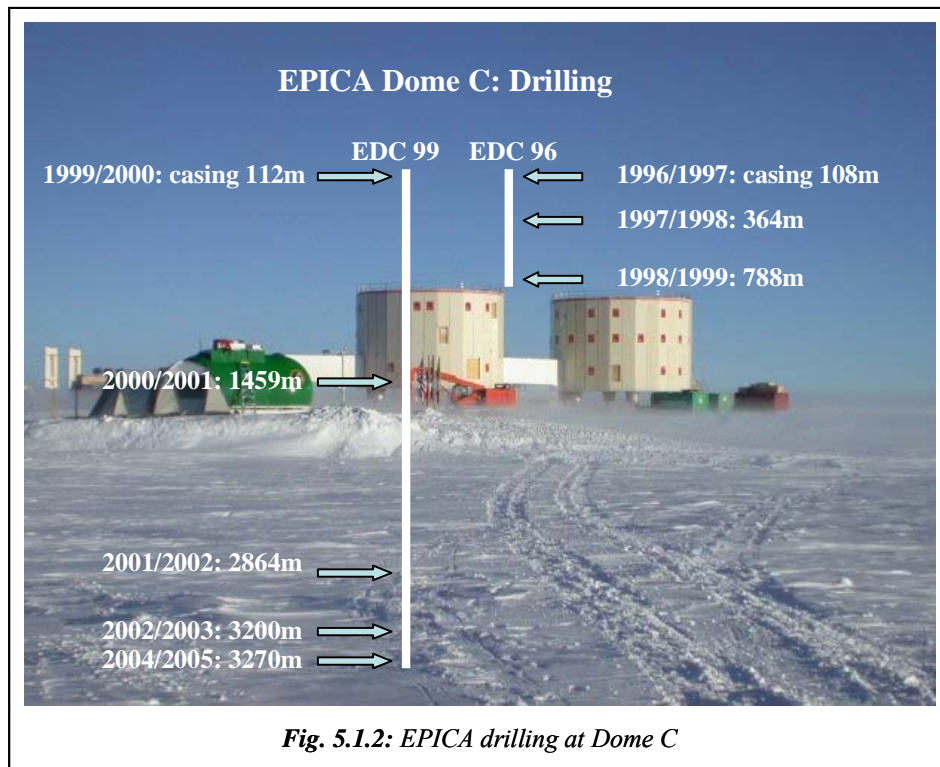 EPICA Dome C: Drilling
EDC 99 EDC 96
1999/2000: casing 112m
1996/1997: casing 108m
1997/1998: 364m
1998/1999: 788m
2000/2001: 1459m
2001/2002: 2864m
2002/2003: 3200m
2004/2005: 3270m
Fig. 5.1.2: EPICA drilling at Dome C